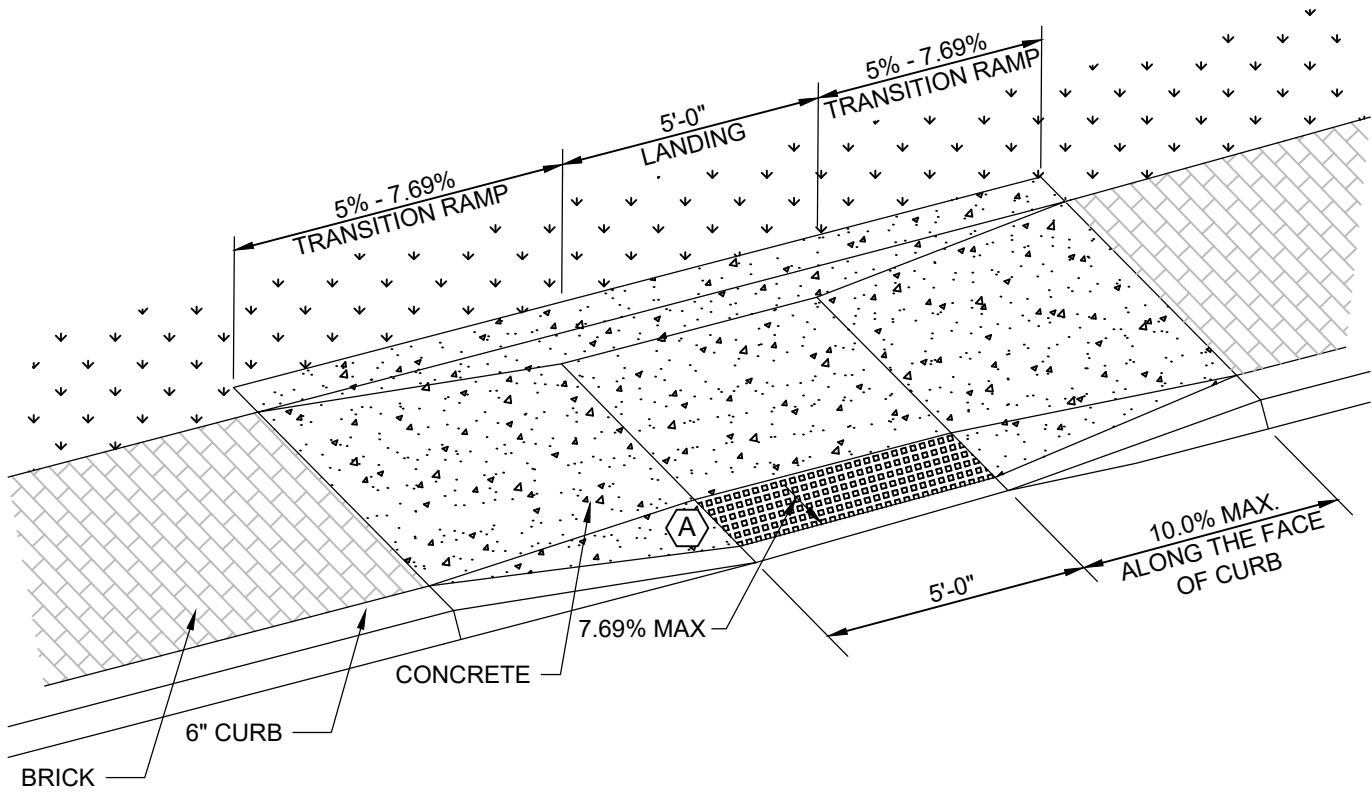 5% - 7.69%
TRANSITION RAMP
5'-0"
LANDING
5% - 7.69%
TRANSITION RAMP
A
10.0% MAX.
ALONG THE FACE
OF CURB
5'-0"
7.69% MAX
CONCRETE
6" CURB
BRICK